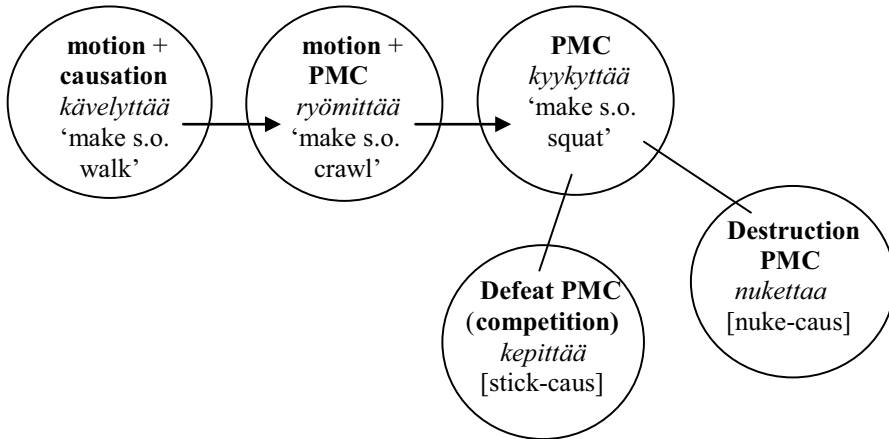 motion +
causation
kävelyttää
‘make s.o.
walk’
motion +
PMC
ryömittää
‘make s.o.
crawl’
PMC
kyykyttää
‘make s.o.
squat’
Defeat PMC
(competition)
kepittää
[stick-caus]
Destruction
PMC
nukettaa
[nuke-caus]